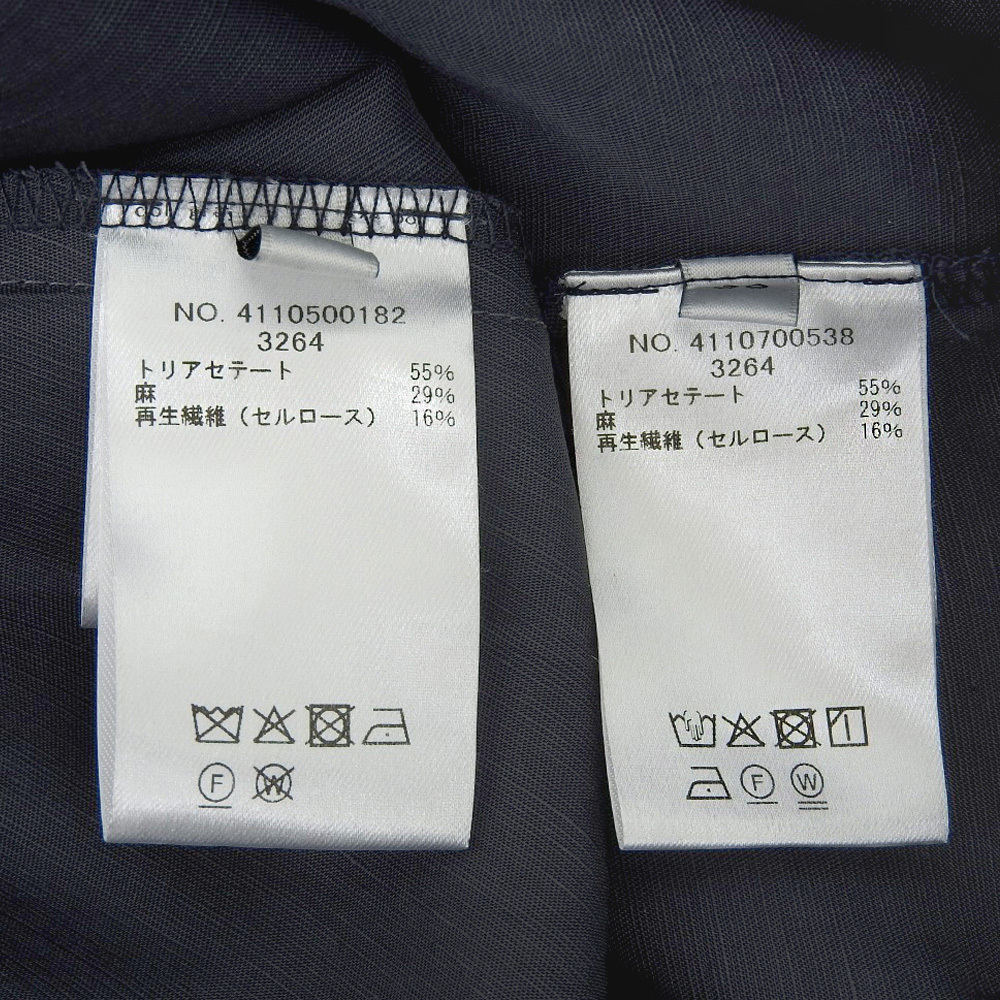 NO. 4110500182
3264
トリアセテート 55%
麻 29%
再生繊維（セルロース） 16%
F
W
NO. 4110700538
3264
トリアセテート 55%
麻 29%
再生繊維（セルロース） 16%
F
W